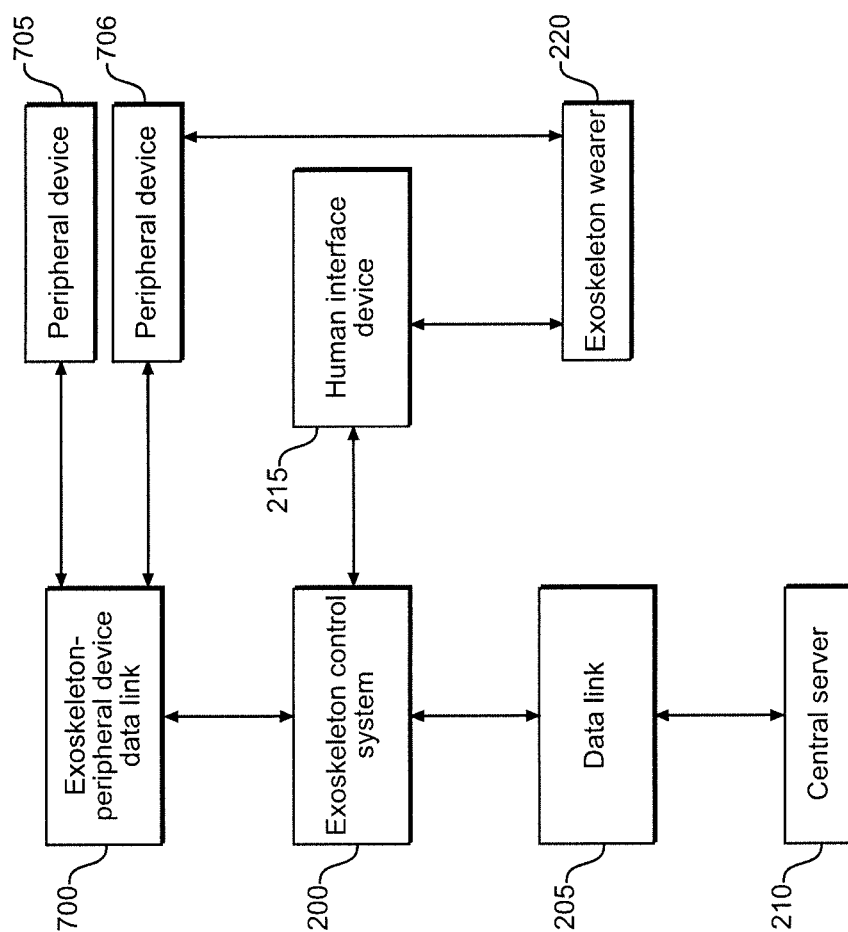 705
Peripheral device
706
Peripheral device
700
Exoskeleton-
peripheral device
data link
215
Human interface
device
220
Exoskeleton wearer
200
Exoskeleton control
system
205
Data link
210
Central server